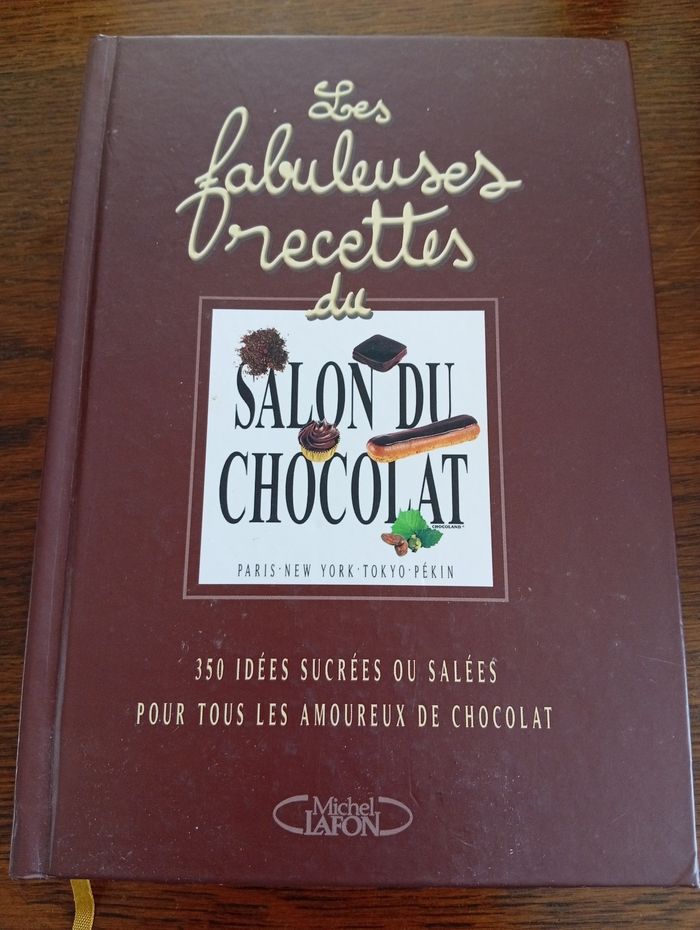 Les
fabuleuses
recettes
du
SALON DU
CHOCOLAT
CHOCOLAND
PARIS·NEW YORK·TOKYO·PÉKIN
350 IDÉES SUCRÉES OU SALÉES
POUR TOUS LES AMOUREUX DE CHOCOLAT
Michel
LAFON